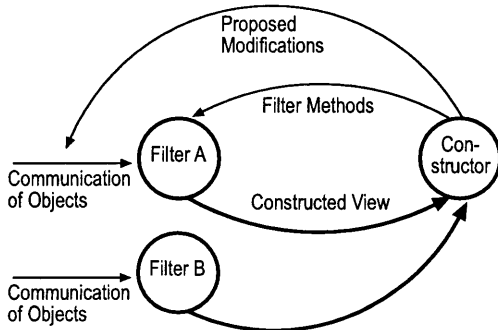 Proposed
Modifications
Filter Methods
Filter A
Con-
structor
Communication
of Objects
Constructed View
Filter B
Communication
of Objects